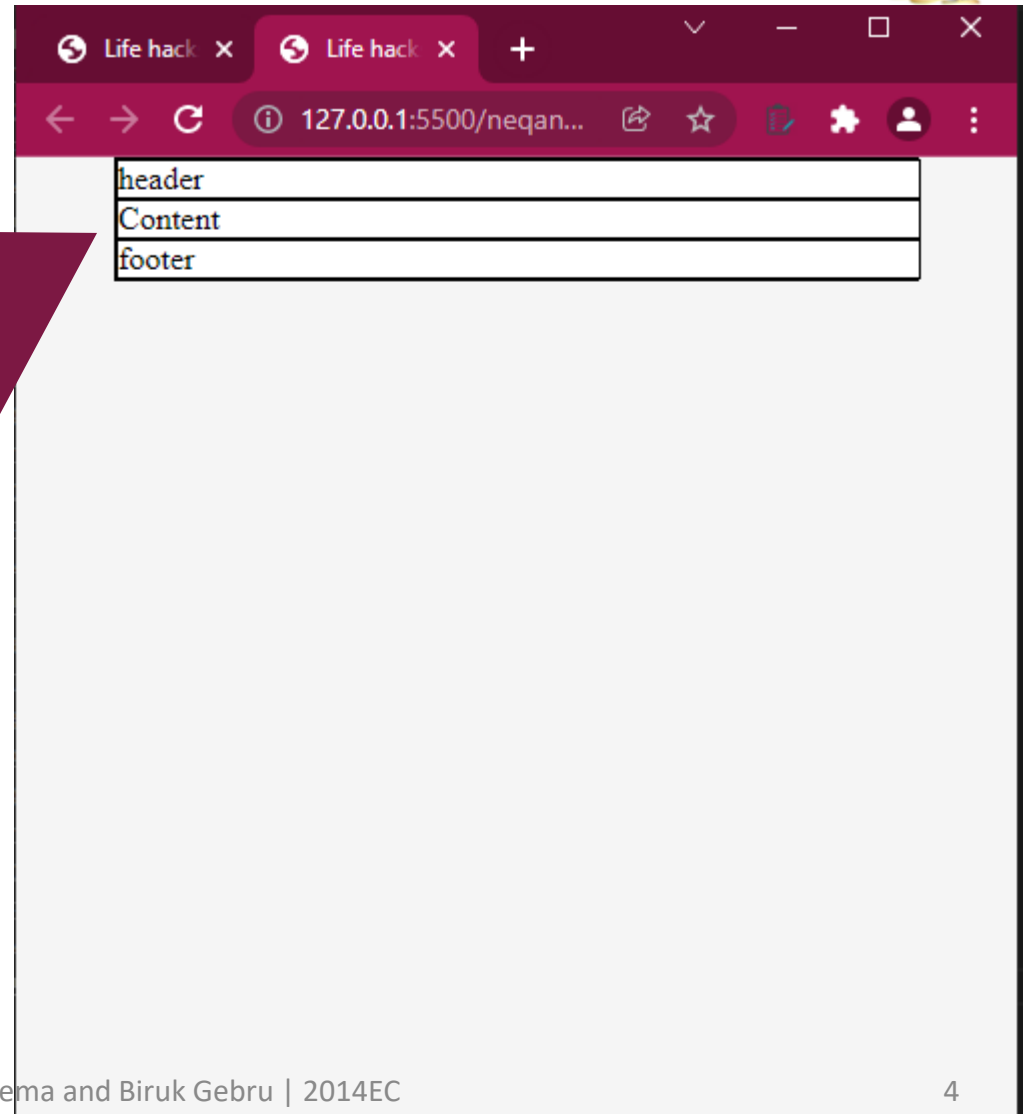 Life hack Life hack
127.0.0.1:5500/neqan...
header
Content
footer
ema and Biruk Gebru | 2014EC 4